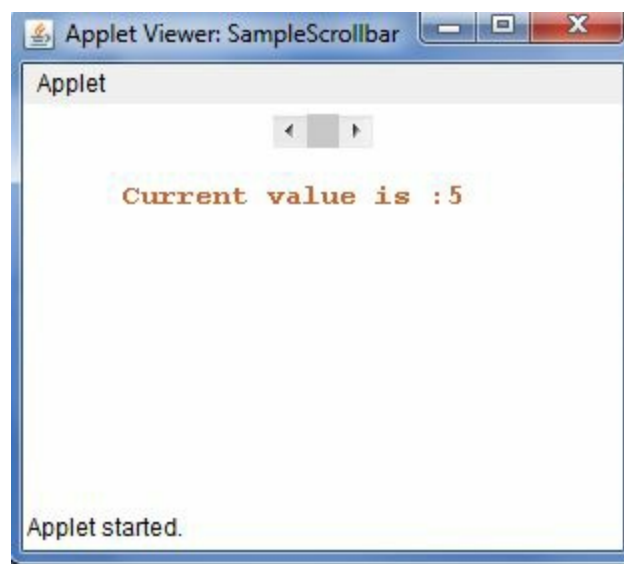 Applet Viewer: SampleScrollbar
Applet
Current value is :5
Applet started.